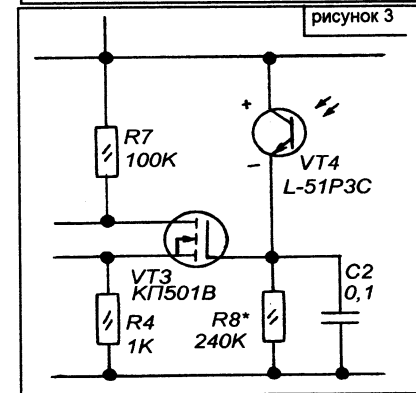 рисунок 3
R7
100K
+
−
VT4
L-51P3C
VT3
КП501В
C2
0,1
R4
1K
R8*
240K